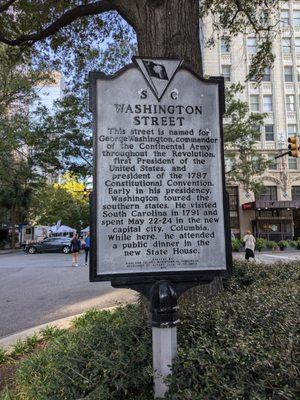 S C
WASHINGTON
STREET
This street is named for
George Washington, commander
of the Continental Army
throughout the Revolution,
first President of the
United States, and
president of the 1787
Constitutional Convention.
Early in his presidency,
Washington toured the
southern states. He visited
South Carolina in 1791 and
spent May 22-24 in the new
capital city, Columbia.
While here, he attended
a public dinner in the
new State House.